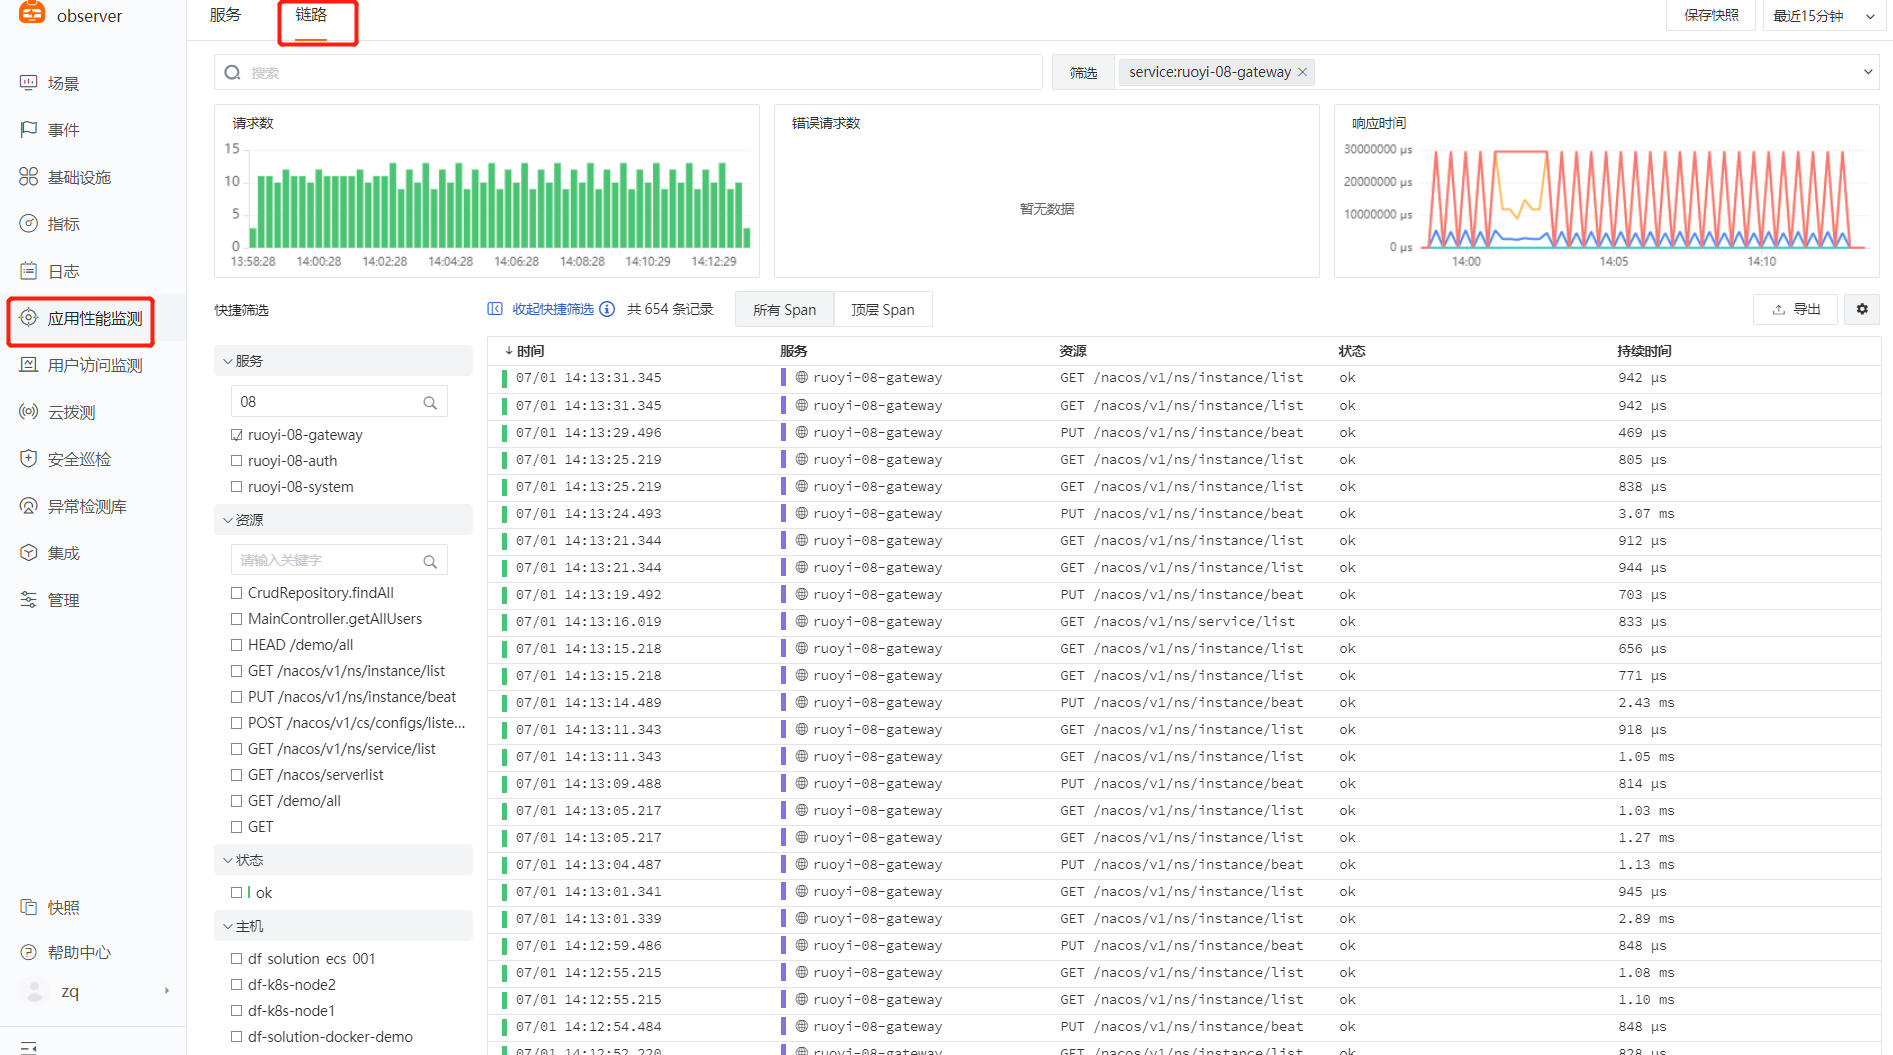 observer
场景
事件
基础设施
指标
日志
应用性能监测
用户访问监测
云拨测
安全巡检
异常检测库
集成
管理
快照
帮助中心
zq
服务
链路
保存快照
最近15分钟
搜索
筛选
service:ruoyi-08-gateway
请求数
15
10
5
0
13:58:28 14:00:28 14:02:28 14:04:28 14:06:28 14:08:28 14:10:29 14:12:29
错误请求数
暂无数据
响应时间
30000000 µs
20000000 µs
10000000 µs
0 µs
14:00 14:05 14:10
快捷筛选
收起快捷筛选
共 654 条记录
所有 Span
顶层 Span
导出
服务
08
ruoyi-08-gateway
ruoyi-08-auth
ruoyi-08-system
资源
请输入关键字
CrudRepository.findAll
MainController.getAllUsers
HEAD /demo/all
GET /nacos/v1/ns/instance/list
PUT /nacos/v1/ns/instance/beat
POST /nacos/v1/cs/configs/liste...
GET /nacos/v1/ns/service/list
GET /nacos/serverlist
GET /demo/all
GET
状态
ok
主机
df solution ecs 001
df-k8s-node2
df-k8s-node1
df-solution-docker-demo
时间 服务 资源 状态 持续时间
07/01 14:13:31.345 ruoyi-08-gateway GET /nacos/v1/ns/instance/list ok 942 µs
07/01 14:13:31.345 ruoyi-08-gateway GET /nacos/v1/ns/instance/list ok 942 µs
07/01 14:13:29.496 ruoyi-08-gateway PUT /nacos/v1/ns/instance/beat ok 469 µs
07/01 14:13:25.219 ruoyi-08-gateway GET /nacos/v1/ns/instance/list ok 805 µs
07/01 14:13:25.219 ruoyi-08-gateway GET /nacos/v1/ns/instance/list ok 838 µs
07/01 14:13:24.493 ruoyi-08-gateway PUT /nacos/v1/ns/instance/beat ok 3.07 ms
07/01 14:13:21.344 ruoyi-08-gateway GET /nacos/v1/ns/instance/list ok 912 µs
07/01 14:13:21.344 ruoyi-08-gateway GET /nacos/v1/ns/instance/list ok 944 µs
07/01 14:13:19.492 ruoyi-08-gateway PUT /nacos/v1/ns/instance/beat ok 703 µs
07/01 14:13:16.019 ruoyi-08-gateway GET /nacos/v1/ns/service/list ok 833 µs
07/01 14:13:15.218 ruoyi-08-gateway GET /nacos/v1/ns/instance/list ok 656 µs
07/01 14:13:15.218 ruoyi-08-gateway GET /nacos/v1/ns/instance/list ok 771 µs
07/01 14:13:14.489 ruoyi-08-gateway PUT /nacos/v1/ns/instance/beat ok 2.43 ms
07/01 14:13:11.343 ruoyi-08-gateway GET /nacos/v1/ns/instance/list ok 918 µs
07/01 14:13:11.343 ruoyi-08-gateway GET /nacos/v1/ns/instance/list ok 1.05 ms
07/01 14:13:09.488 ruoyi-08-gateway PUT /nacos/v1/ns/instance/beat ok 814 µs
07/01 14:13:05.217 ruoyi-08-gateway GET /nacos/v1/ns/instance/list ok 1.03 ms
07/01 14:13:05.217 ruoyi-08-gateway GET /nacos/v1/ns/instance/list ok 1.27 ms
07/01 14:13:04.487 ruoyi-08-gateway PUT /nacos/v1/ns/instance/beat ok 1.13 ms
07/01 14:13:01.341 ruoyi-08-gateway GET /nacos/v1/ns/instance/list ok 945 µs
07/01 14:13:01.339 ruoyi-08-gateway GET /nacos/v1/ns/instance/list ok 2.89 ms
07/01 14:12:59.486 ruoyi-08-gateway PUT /nacos/v1/ns/instance/beat ok 848 µs
07/01 14:12:55.215 ruoyi-08-gateway GET /nacos/v1/ns/instance/list ok 1.08 ms
07/01 14:12:55.215 ruoyi-08-gateway GET /nacos/v1/ns/instance/list ok 1.10 ms
07/01 14:12:54.484 ruoyi-08-gateway PUT /nacos/v1/ns/instance/beat ok 848 µs
07/01 14:12:52.220 ruoyi-08-gateway GET /nacos/v1/ns/instance/list ok 828 µs